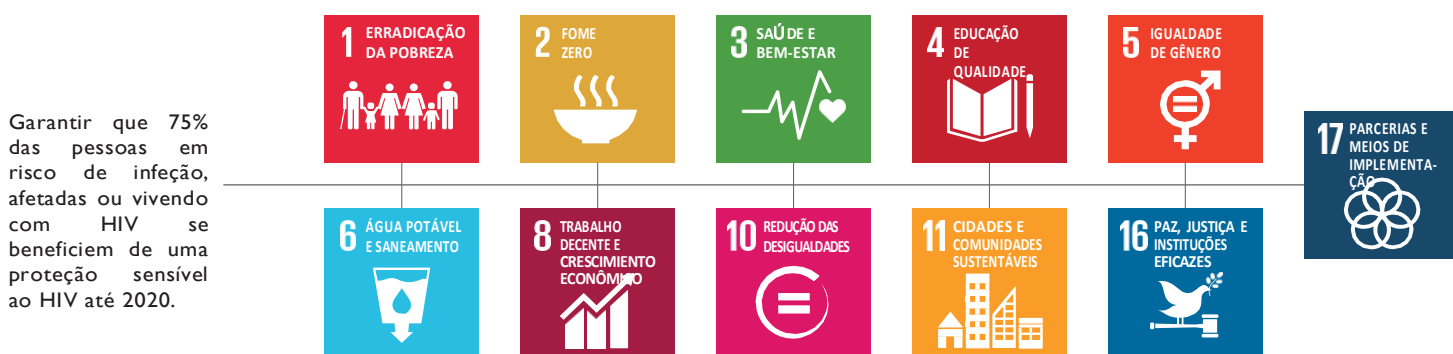 Garantir que 75%
das pessoas em
risco de infeção,
afetadas ou vivendo
com HIV se
beneficiem de uma
proteção sensível
ao HIV até 2020.
1 ERRADICAÇÃO
DA POBREZA
2 FOME
ZERO
3 SAÚDE E
BEM-ESTAR
4 EDUCAÇÃO
DE
QUALIDADE
5 IGUALDADE
DE GÊNERO
6 ÁGUA POTÁVEL
E SANEAMENTO
8 TRABALHO
DECENTE E
CRESCIMENTO
ECONÔMICO
10 REDUÇÃO DAS
DESIGUALDADES
11 CIDADES E
COMUNIDADES
SUSTENTÁVEIS
16 PAZ, JUSTIÇA E
INSTITUÇÕES
EFICAZES
17 PARCERIAS E
MEIOS DE
IMPLEMENTA-
ÇÃO